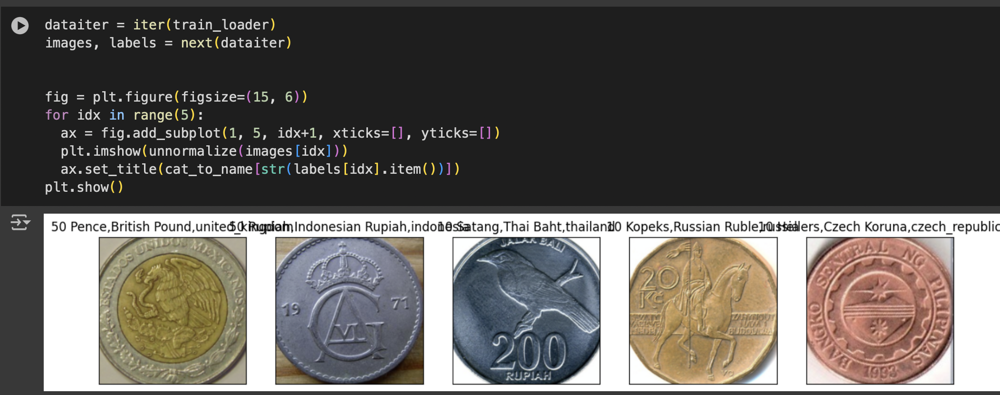 dataiter = iter(train_loader)
images, labels = next(dataiter)
fig = plt.figure(figsize=(15, 6))
for idx in range(5):
ax = fig.add_subplot(1, 5, idx+1, xticks=[], yticks=[])
plt.imshow(unnormalize(images[idx]))
ax.set_title(cat_to_name[str(labels[idx].item())])
plt.show()
50 Pence,British Pound,united_kingdom
50 Rupiah,Indonesian Rupiah,indonesia
10 Satang,Thai Baht,thailand
10 Kopeks,Russian Ruble,russia
10 Hellers,Czech Koruna,czech_republic
ESTADOS UNIDOS MEXICANOS
19 71
JALAK BALI
200
RUPIAH
20
Kč
BANGKO SENTRAL NG PILIPINAS
1993